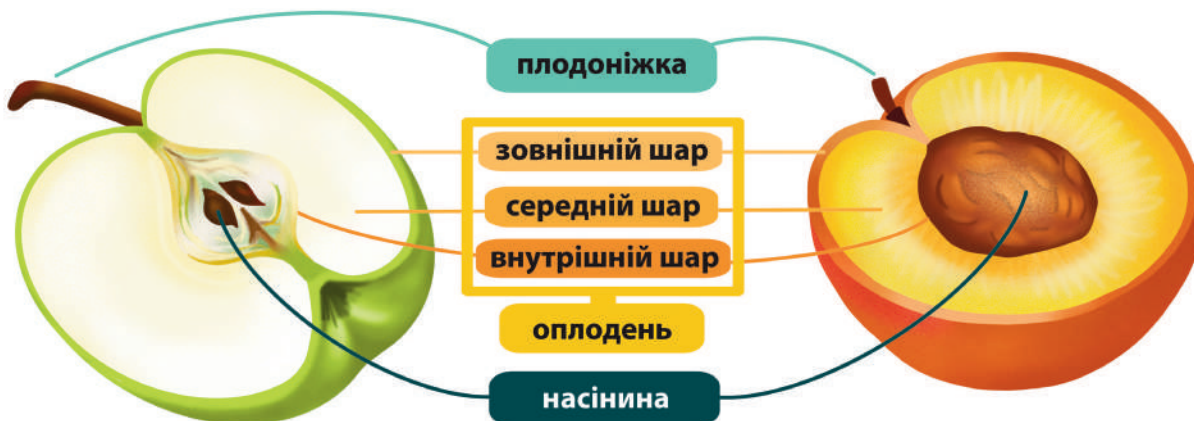 плодоніжка
зовнішній шар
середній шар
внутрішній шар
оплодень
насінина